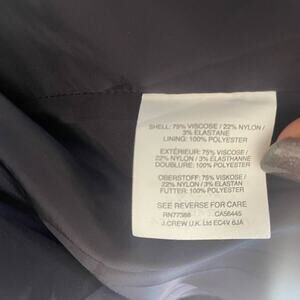 SHELL: 75% VISCOSE / 22% NYLON /
3% ELASTANE
LINING: 100% POLYESTER
EXTÉRIEUR: 75% VISCOSE /
22% NYLON / 3% ELASTHANNE
DOUBLURE: 100% POLYESTER
OBERSTOFF: 75% VISKOSE /
22% NYLON / 3% ELASTAN
FUTTER: 100% POLYESTER
SEE REVERSE FOR CARE
RN77388 CA56445
J.CREW U.K. Ltd EC4V 6JA